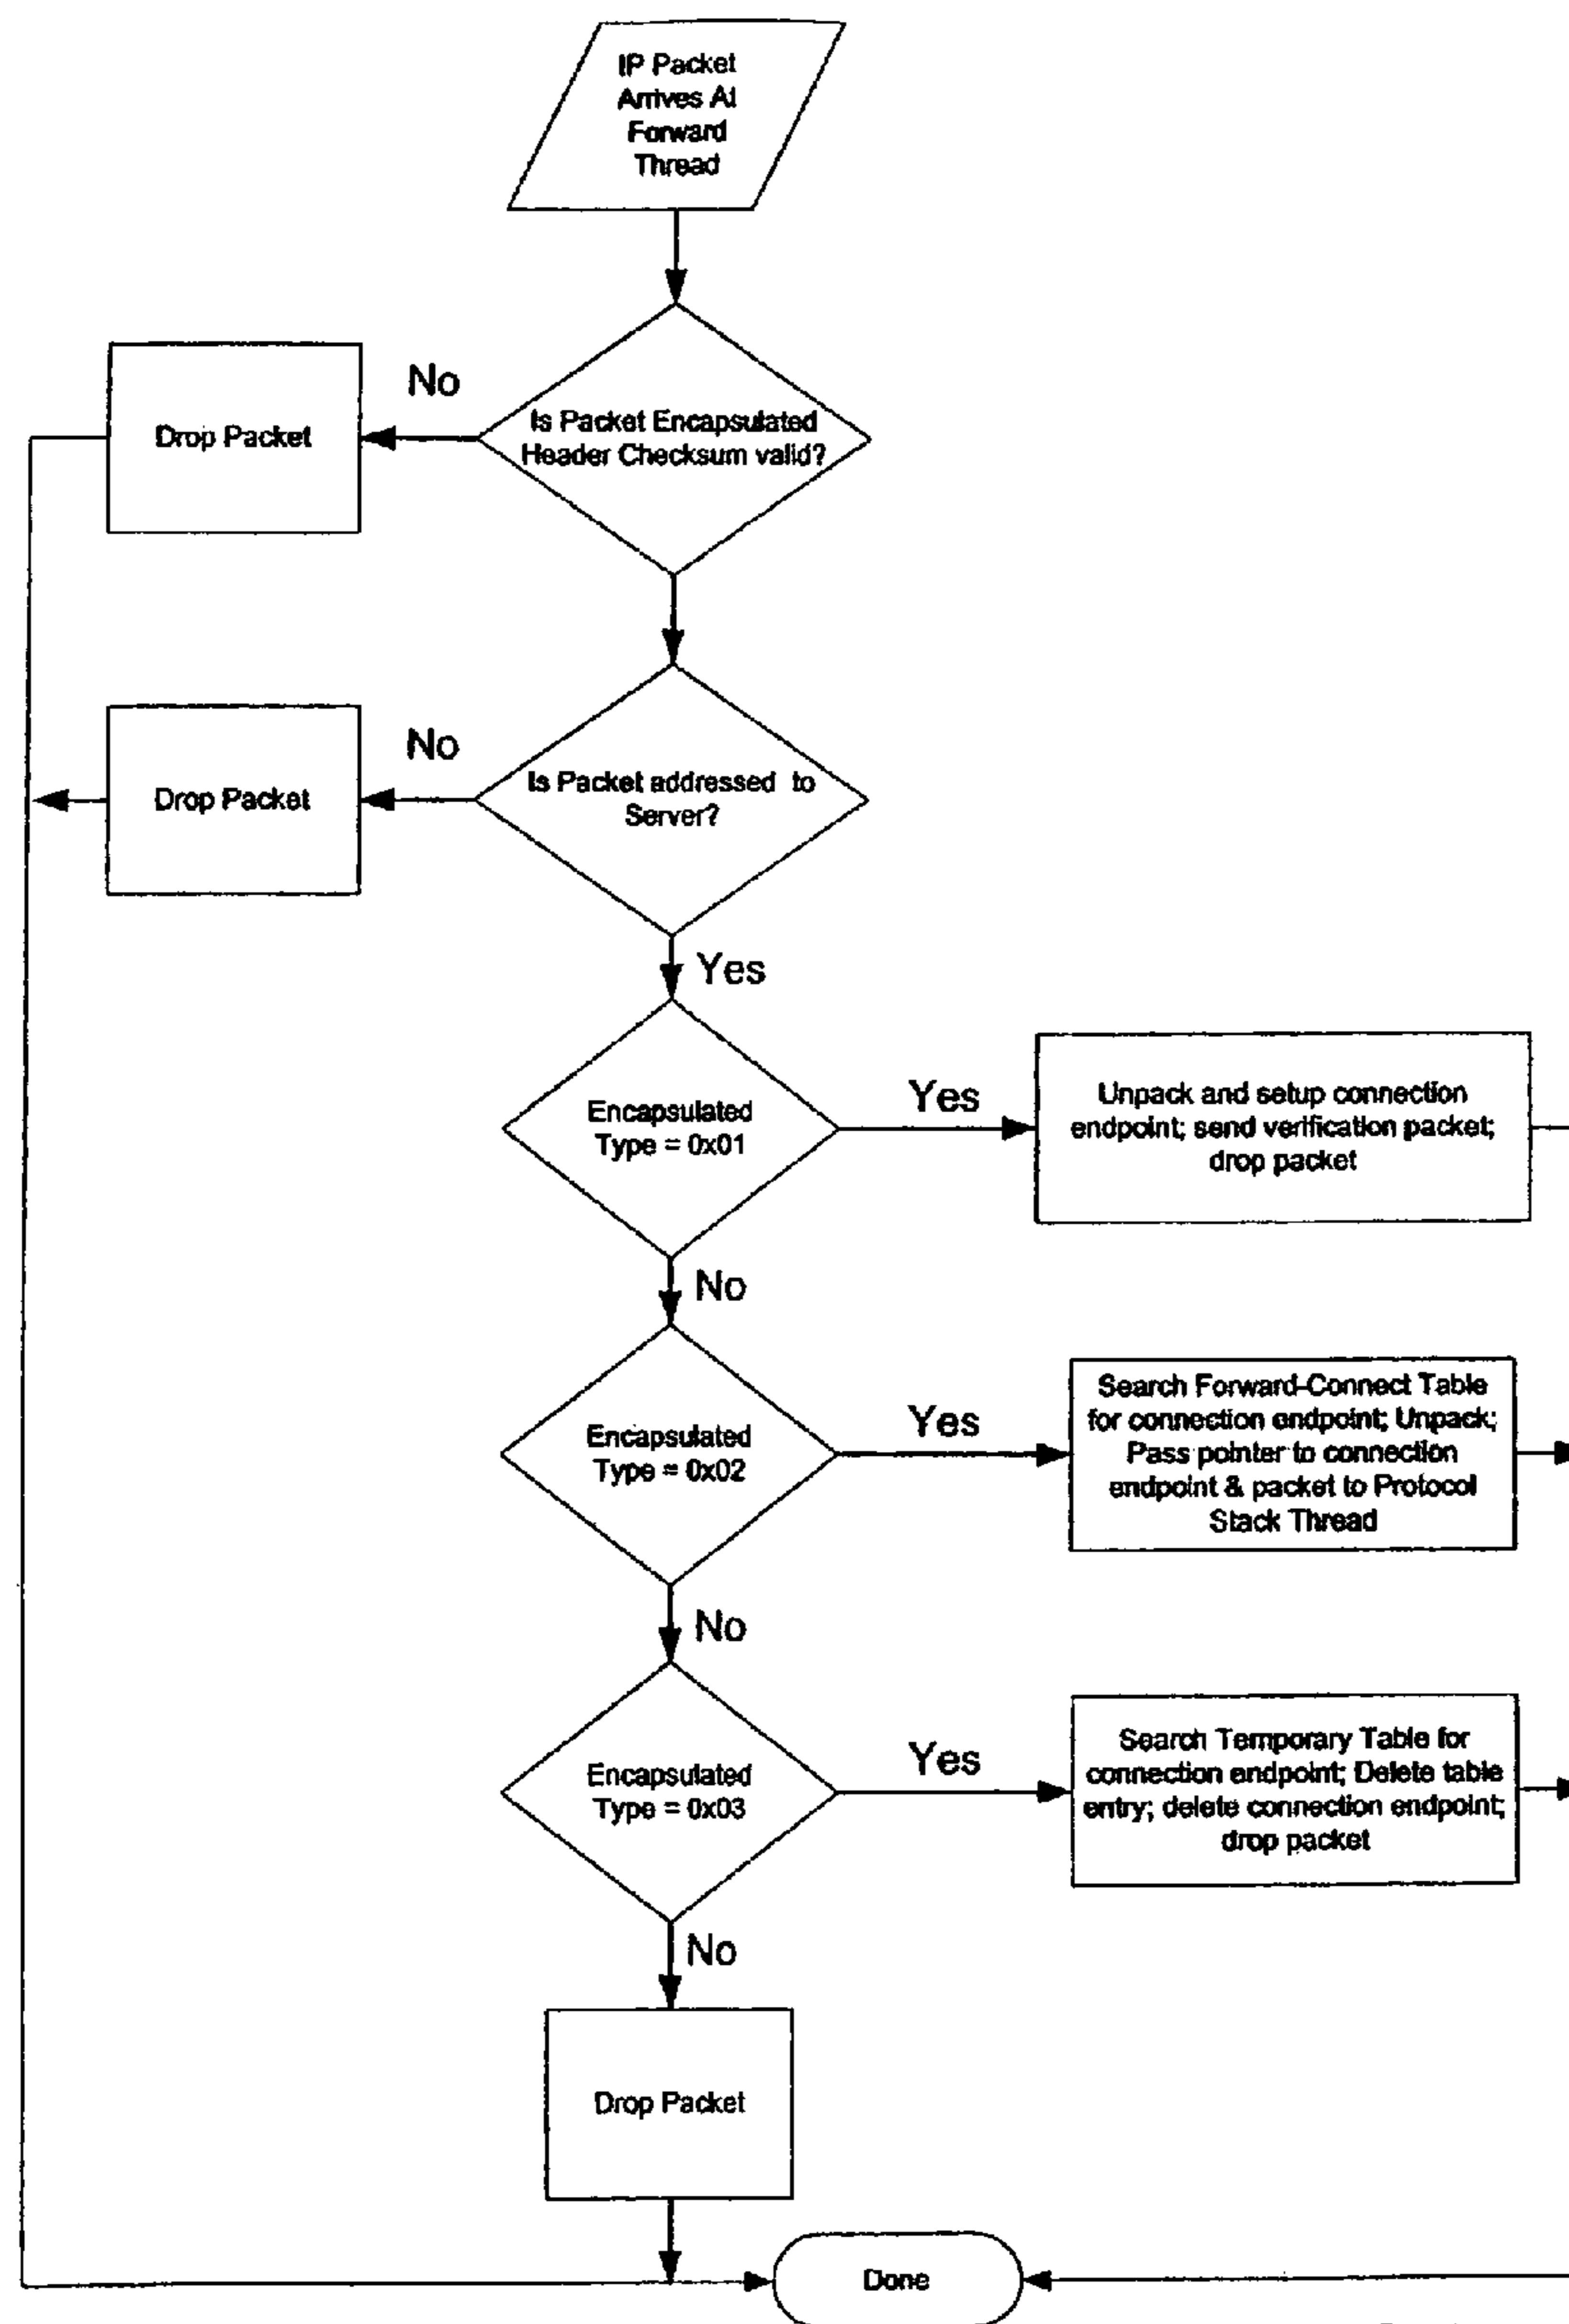 IP Packet
Arrives At
Forward
Thread
No
Drop Packet
Is Packet Encapsulated
Header Checksum valid?
No
Drop Packet
Is Packet addressed to
Server?
Yes
Encapsulated
Type = 0x01
Yes
Unpack and setup connection
endpoint; send verification packet;
drop packet
No
Encapsulated
Type = 0x02
Yes
Search Forward-Connect Table
for connection endpoint; Unpack;
Pass pointer to connection
endpoint & packet to Protocol
Stack Thread
No
Encapsulated
Type = 0x03
Yes
Search Temporary Table for
connection endpoint; Delete table
entry; delete connection endpoint;
drop packet
No
Drop Packet
Done